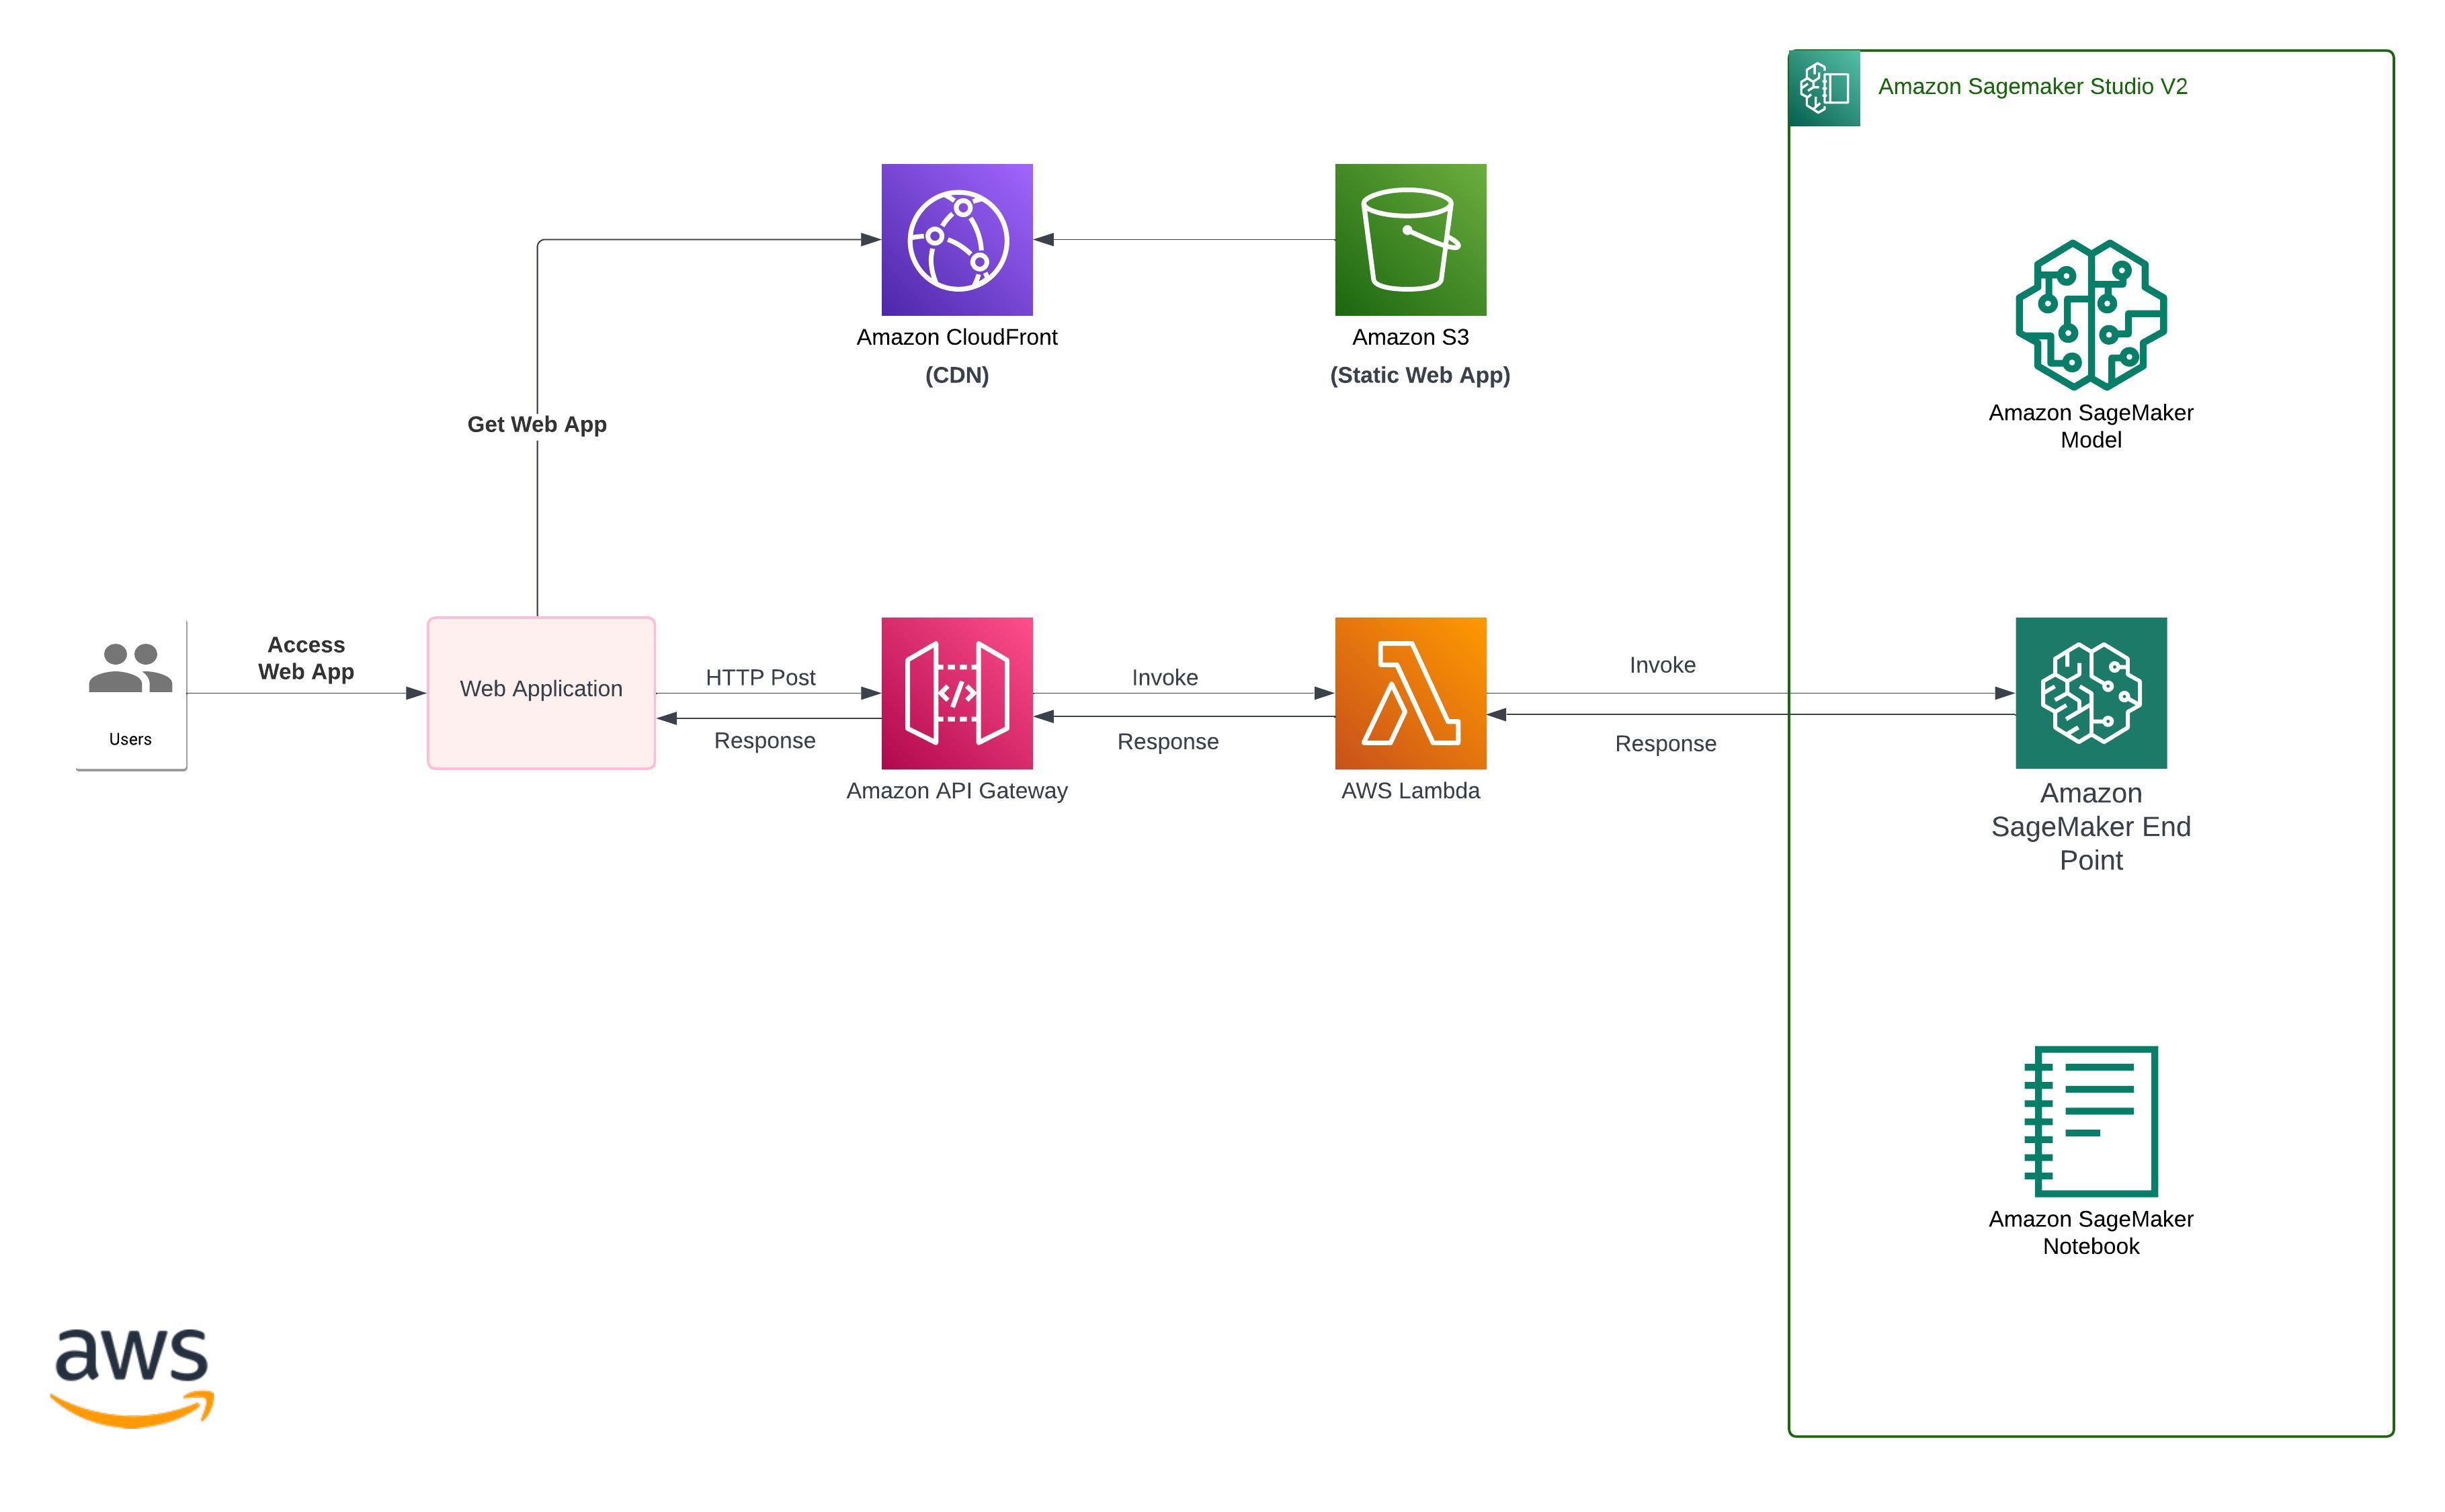 Amazon Sagemaker Studio V2
Amazon CloudFront
(CDN)
Amazon S3
(Static Web App)
Amazon SageMaker
Model
Get Web App
Access
Web App
Users
Web Application
HTTP Post
Response
Amazon API Gateway
Invoke
Response
AWS Lambda
Invoke
Response
Amazon
SageMaker End
Point
Amazon SageMaker
Notebook
aws